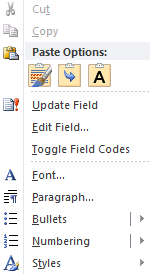 Cut
Copy
Paste Options:
A
Update Field
Edit Field...
Toggle Field Codes
A Font...
Paragraph...
Bullets
Numbering
A Styles